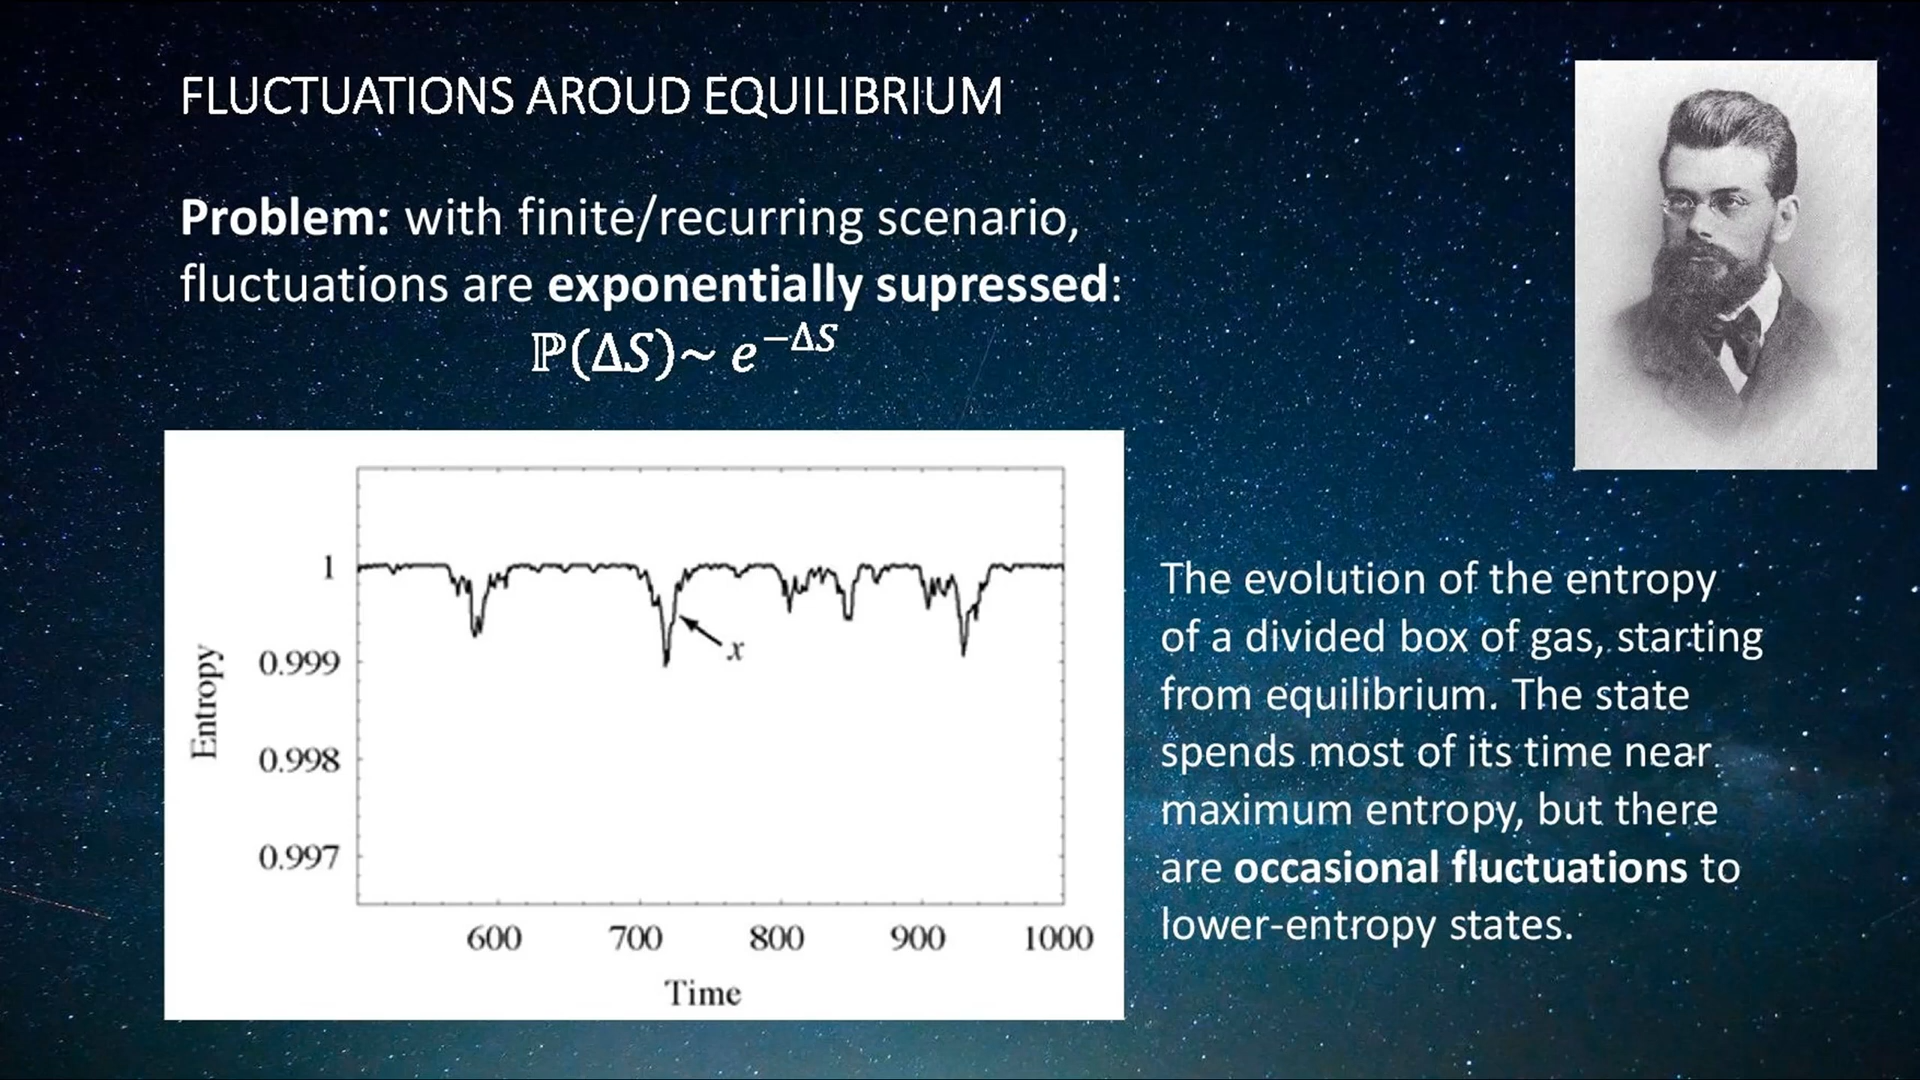 FLUCTUATIONS AROUD EQUILIBRIUM
Problem: with finite/recurring scenario,
fluctuations are exponentially supressed:
ℙ(ΔS)~ e^{−ΔS}
1
0.999
0.998
0.997
Entropy
x
600 700 800 900 1000
Time
The evolution of the entropy
of a divided box of gas, starting
from equilibrium. The state
spends most of its time near
maximum entropy, but there
are occasional fluctuations to
lower-entropy states.